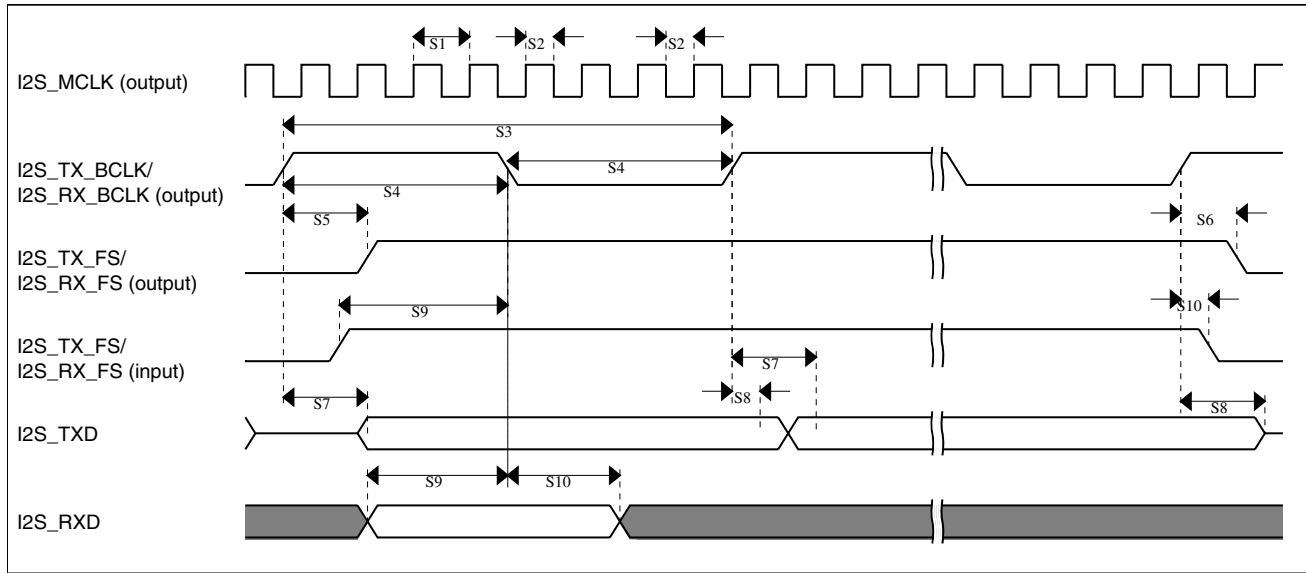 S1
S2
S2
I2S_MCLK (output)
S3
I2S_TX_BCLK/
I2S_RX_BCLK (output)
S4
S4
S5
S6
I2S_TX_FS/
I2S_RX_FS (output)
S9
S10
I2S_TX_FS/
I2S_RX_FS (input)
S7
S7
S8
S8
I2S_TXD
S9
S10
I2S_RXD